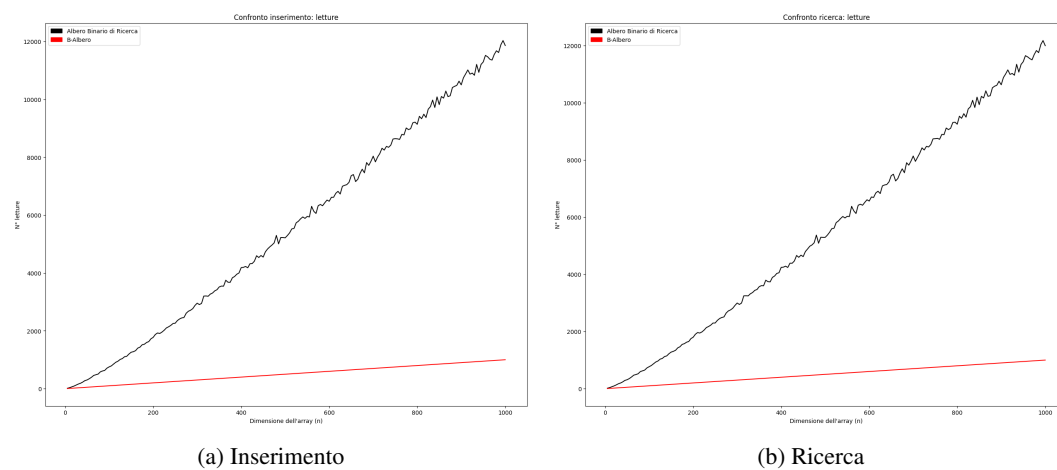 Confronto inserimento: letture
Albero Binario di Ricerca
B-Albero
12000
10000
8000
6000
4000
2000
0
N° letture
0 200 400 600 800 1000
Dimensione dell'array (n)
(a) Inserimento
Confronto ricerca: letture
Albero Binario di Ricerca
B-Albero
12000
10000
8000
6000
4000
2000
0
N° letture
0 200 400 600 800 1000
Dimensione dell'array (n)
(b) Ricerca